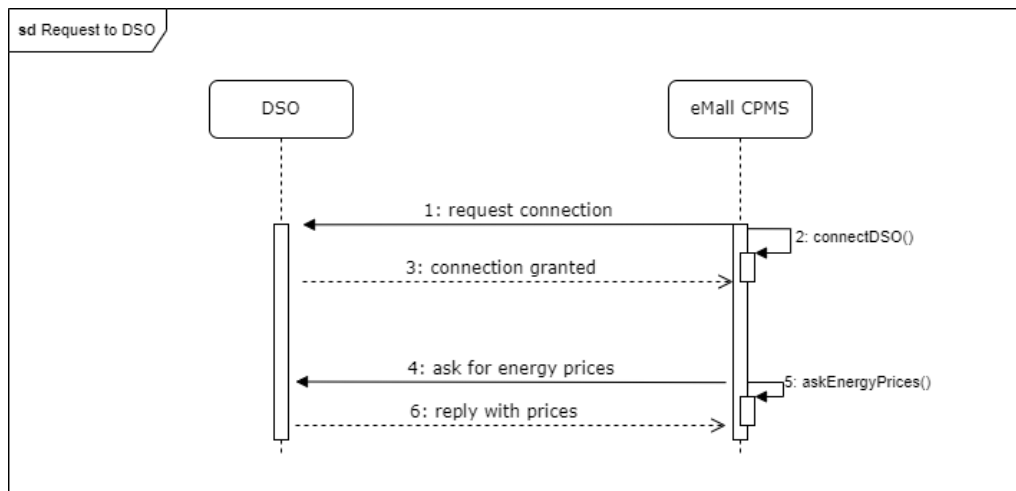 sd Request to DSO
DSO
eMall CPMS
1: request connection
2: connectDSO()
3: connection granted
4: ask for energy prices
5: askEnergyPrices()
6: reply with prices